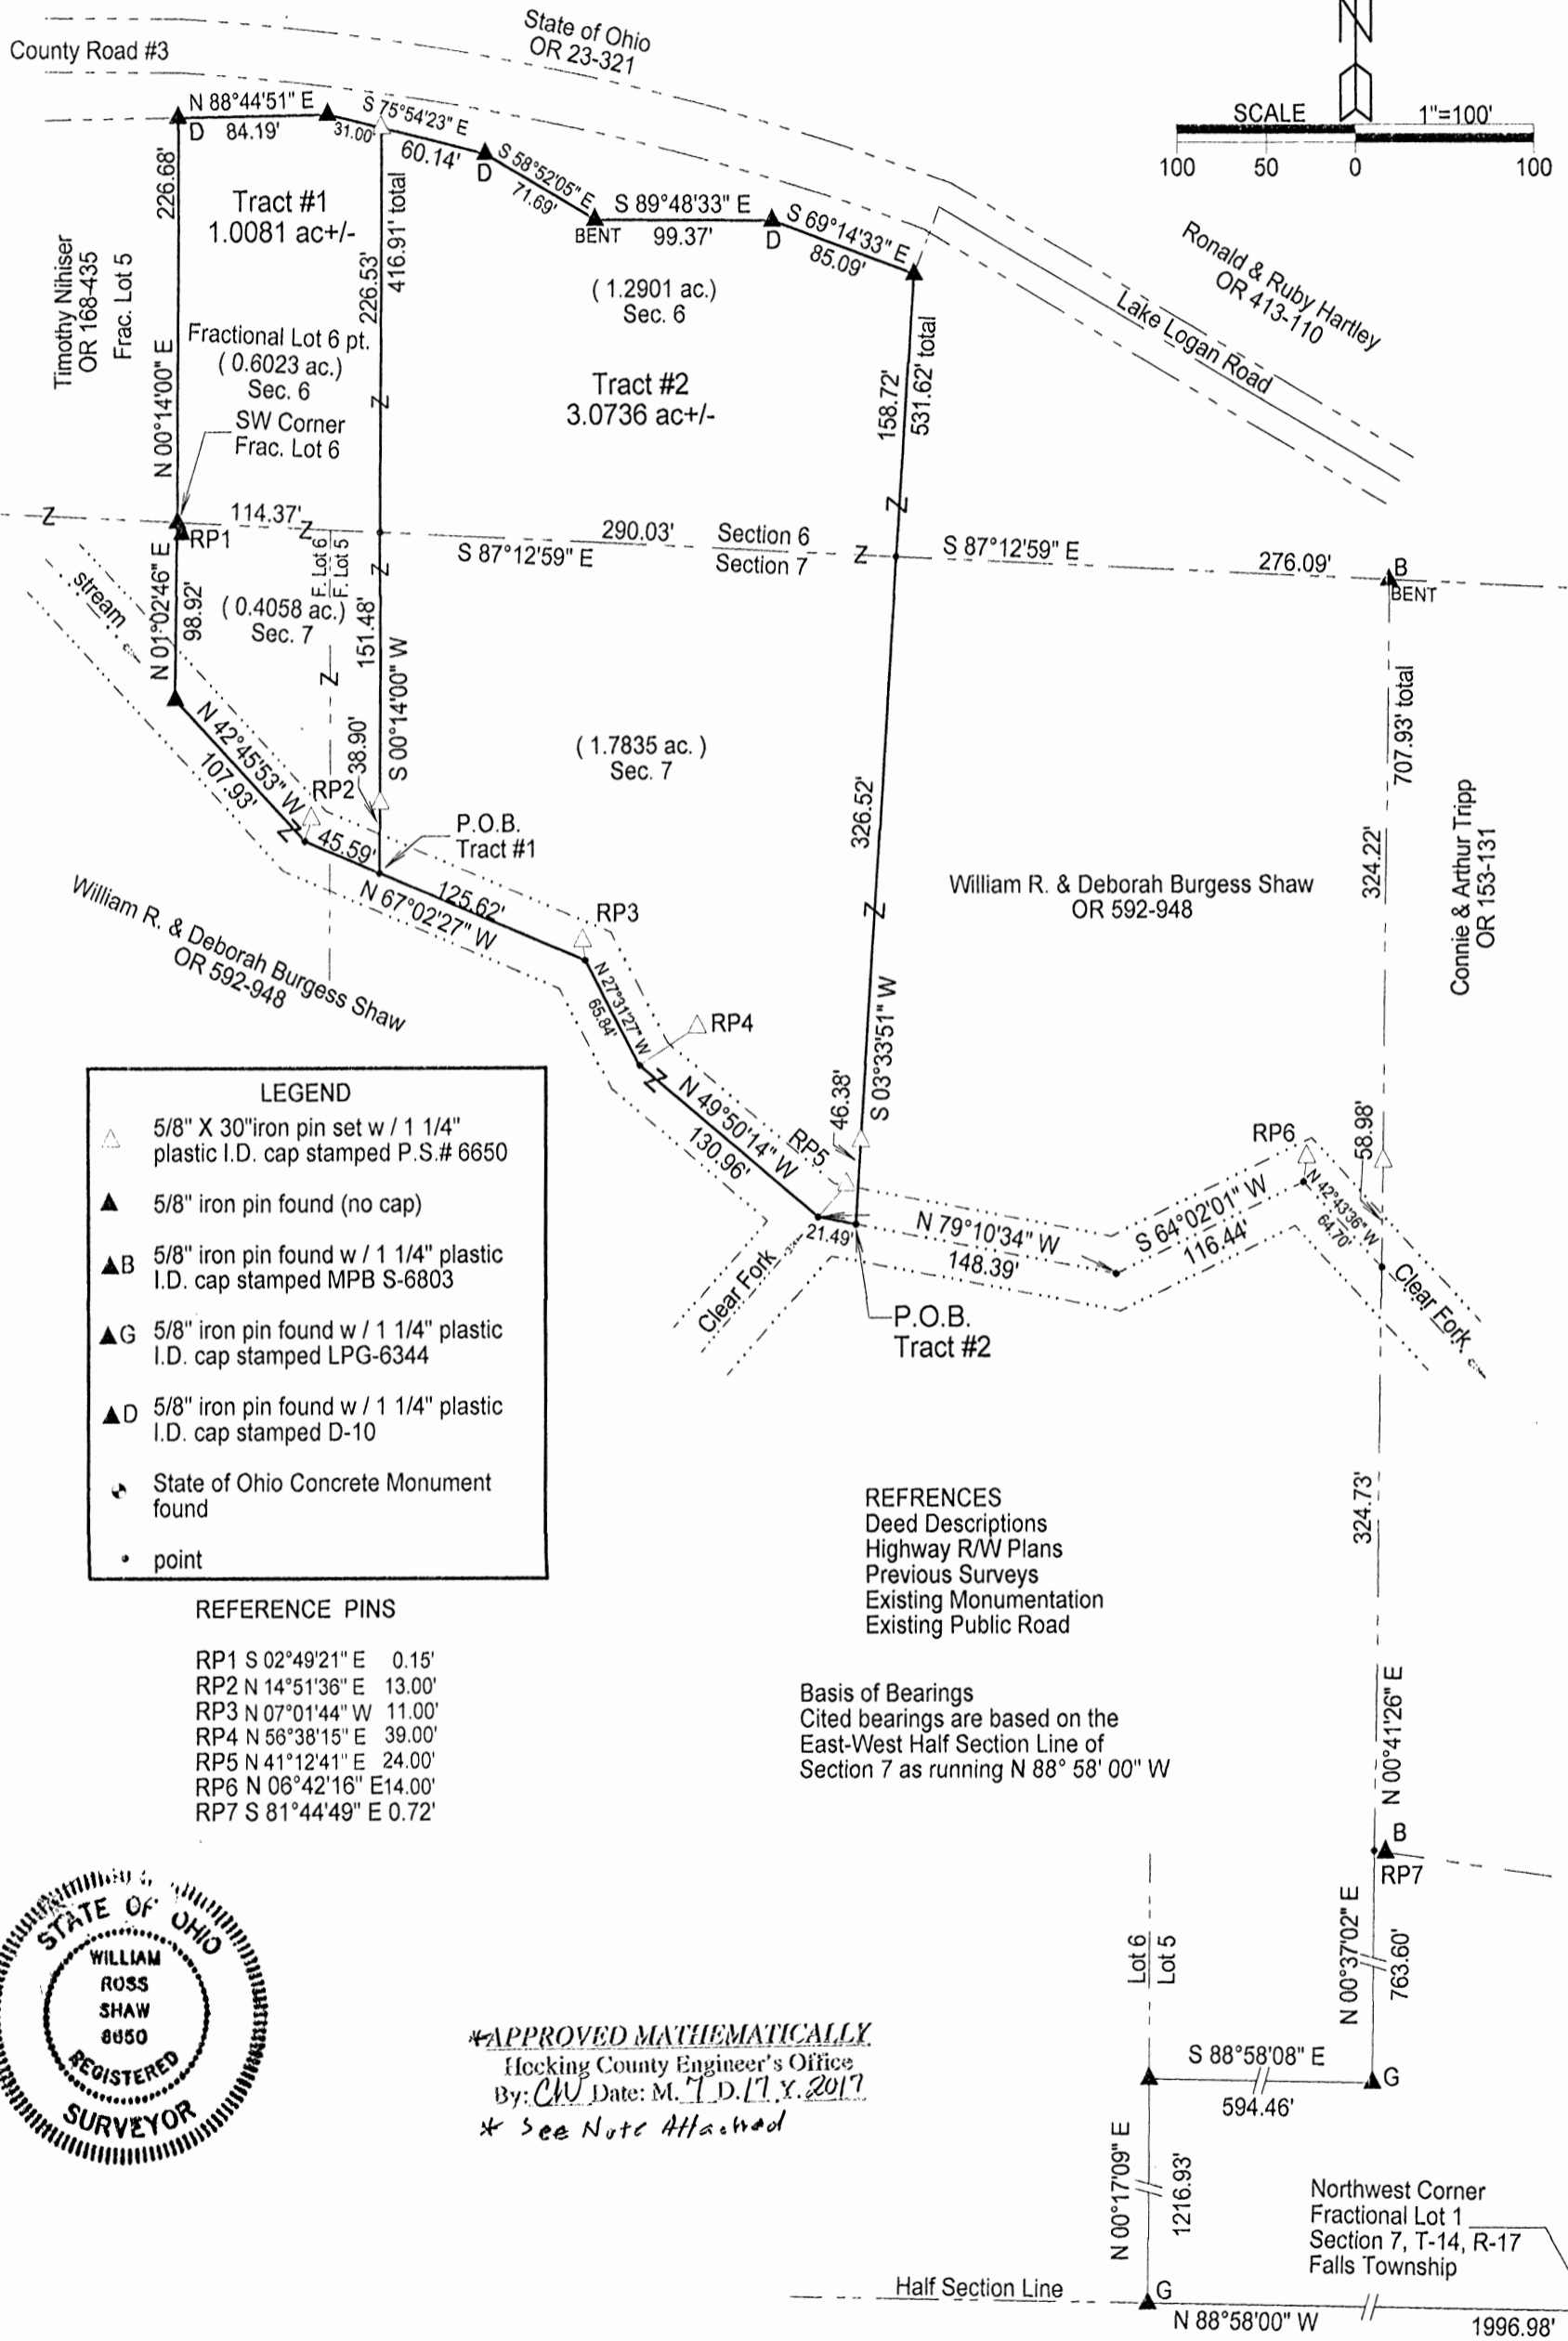 County Road #3
State of Ohio
OR 23-321
N
SCALE 1"=100'
100 50 0 100
N 88°44'51" E
D 84.19'
S 75°54'23" E
31.00'
60.14'
D
S 58°52'05" E
71.69'
S 89°48'33" E
BENT 99.37'
D
S 69°14'33" E
85.09'
226.68'
Tract #1
1.0081 ac+/-
226.53'
416.91' total
( 1.2901 ac.)
Sec. 6
Ronald & Ruby Hartley
OR 413-110
Lake Logan Road
Timothy Nihiser
OR 168-435
Frac. Lot 5
N 00°14'00" E
Fractional Lot 6 pt.
( 0.6023 ac.)
Sec. 6
SW Corner
Frac. Lot 6
Z
Tract #2
3.0736 ac+/-
158.72'
531.62' total
Z
Z
114.37'
Z
RP1
290.03'
S 87°12'59" E
Section 6
Section 7
Z
S 87°12'59" E
276.09'
B
BENT
F. Lot 6
F. Lot 5
Z
stream
N 01°02'46" E
98.92'
( 0.4058 ac.)
Sec. 7
151.48'
S 00°14'00" W
Z
38.90'
( 1.7835 ac. )
Sec. 7
326.52'
707.93' total
324.22'
Connie & Arthur Tripp
OR 153-131
N 42°45'53" W
107.93'
RP2
Z
45.59'
P.O.B.
Tract #1
N 67°02'27" W
125.62'
RP3
William R. & Deborah Burgess Shaw
OR 592-948
William R. & Deborah Burgess Shaw
OR 592-948
Z
N 27°31'27" W
65.84'
RP4
Z
N 49°50'14" W
130.96'
S 03°33'51" W
46.38'
RP5
RP6
58.98'
21.49'
N 79°10'34" W
148.39'
S 64°02'01" W
116.44'
N 42°43'36" W
64.70'
Clear Fork
Clear Fork
P.O.B.
Tract #2
LEGEND
5/8" X 30"iron pin set w / 1 1/4"
plastic I.D. cap stamped P.S.# 6650
5/8" iron pin found (no cap)
B 5/8" iron pin found w / 1 1/4" plastic
I.D. cap stamped MPB S-6803
G 5/8" iron pin found w / 1 1/4" plastic
I.D. cap stamped LPG-6344
D 5/8" iron pin found w / 1 1/4" plastic
I.D. cap stamped D-10
State of Ohio Concrete Monument
found
point
REFRENCES
Deed Descriptions
Highway R/W Plans
Previous Surveys
Existing Monumentation
Existing Public Road
324.73'
REFERENCE PINS
RP1 S 02°49'21" E 0.15'
RP2 N 14°51'36" E 13.00'
RP3 N 07°01'44" W 11.00'
RP4 N 56°38'15" E 39.00'
RP5 N 41°12'41" E 24.00'
RP6 N 06°42'16" E14.00'
RP7 S 81°44'49" E 0.72'
Basis of Bearings
Cited bearings are based on the
East-West Half Section Line of
Section 7 as running N 88° 58' 00" W
N 00°41'26" E
B
RP7
STATE OF OHIO
WILLIAM
ROSS
SHAW
6650
REGISTERED
SURVEYOR
Lot 6
Lot 5
N 00°37'02" E
763.60'
*APPROVED MATHEMATICALLY
Hocking County Engineer's Office
By: CW Date: M. 7 D. 17 Y. 2017
* See Note Attached
S 88°58'08" E
G
594.46'
N 00°17'09" E
1216.93'
Northwest Corner
Fractional Lot 1
Section 7, T-14, R-17
Falls Township
Half Section Line
G
N 88°58'00" W
1996.98'